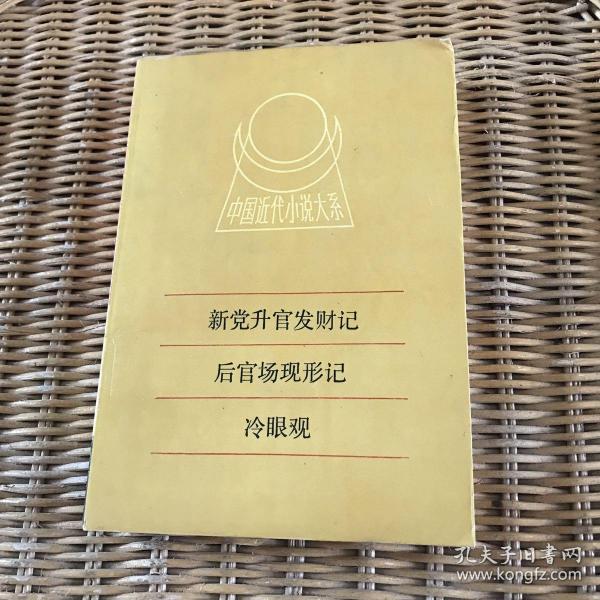 中国近代小说大系
新党升官发财记
后官场现形记
冷眼观
孔夫子旧书网
www.kongfz.com